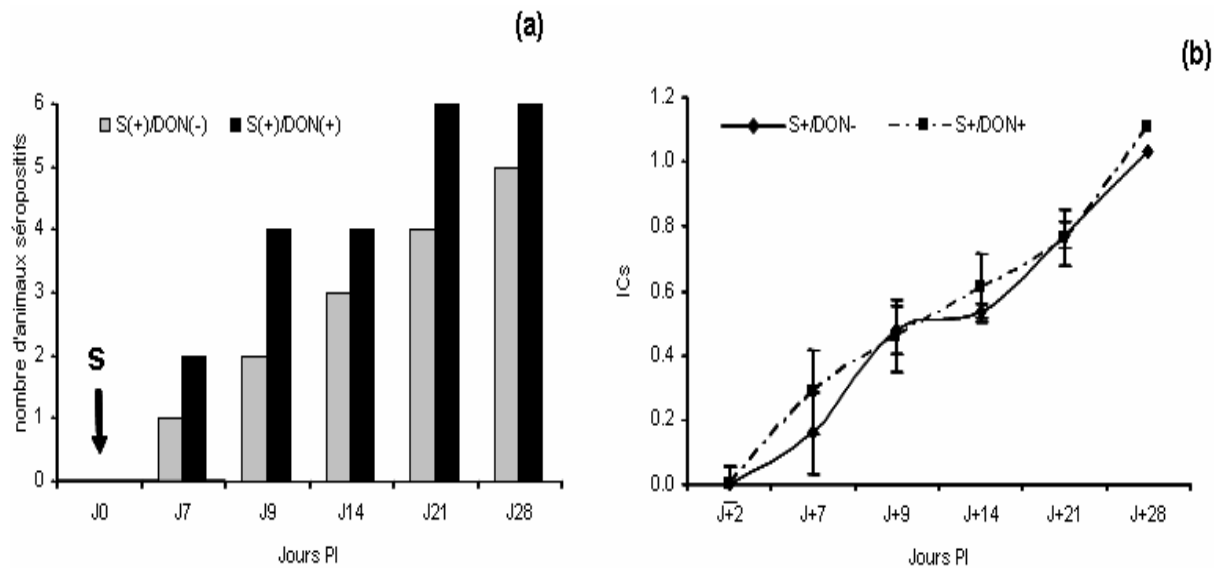 (a)
nombre d'animaux séropositifs
6
5
4
3
2
1
0
S(+)/DON(-) S(+)/DON(+)
S
J0 J7 J9 J14 J21 J28
Jours PI
(b)
ICs
1.2
1.0
0.8
0.6
0.4
0.2
0.0
S+/DON- S+/DON+
J+2 J+7 J+9 J+14 J+21 J+28
Jours PI